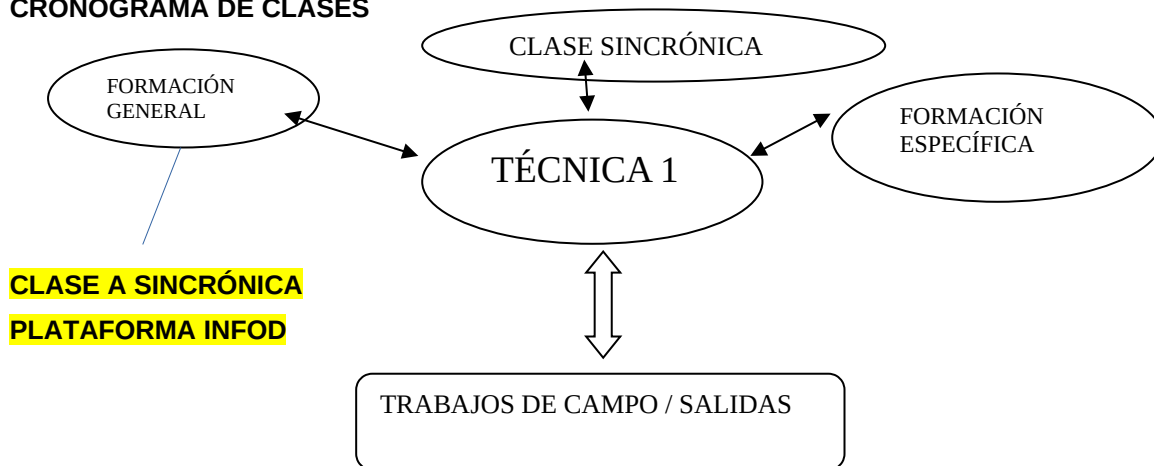 CRONOGRAMA DE CLASES
CLASE SINCRÓNICA
FORMACIÓN
GENERAL
FORMACIÓN
ESPECÍFICA
TÉCNICA 1
CLASE A SINCRÓNICA
PLATAFORMA INFOD
TRABAJOS DE CAMPO / SALIDAS